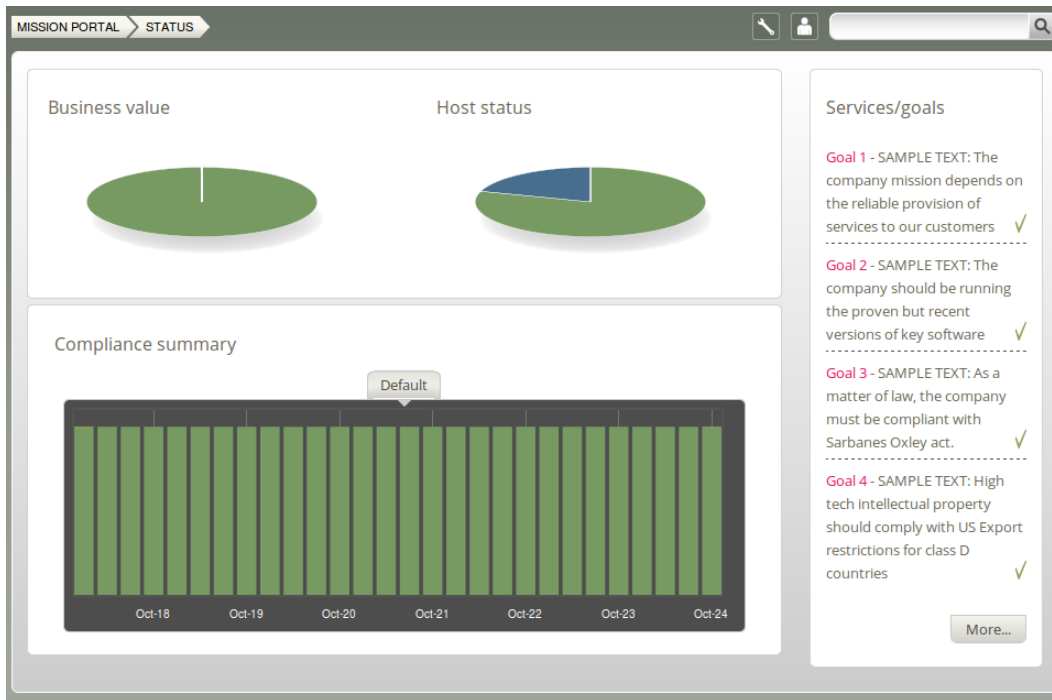 MISSION PORTAL
STATUS
Business value
Host status
Compliance summary
Default
Oct-18
Oct-19
Oct-20
Oct-21
Oct-22
Oct-23
Oct-24
Services/goals
Goal 1 - SAMPLE TEXT: The
company mission depends on
the reliable provision of
services to our customers
Goal 2 - SAMPLE TEXT: The
company should be running
the proven but recent
versions of key software
Goal 3 - SAMPLE TEXT: As a
matter of law, the company
must be compliant with
Sarbanes Oxley act.
Goal 4 - SAMPLE TEXT: High
tech intellectual property
should comply with US Export
restrictions for class D
countries
More...